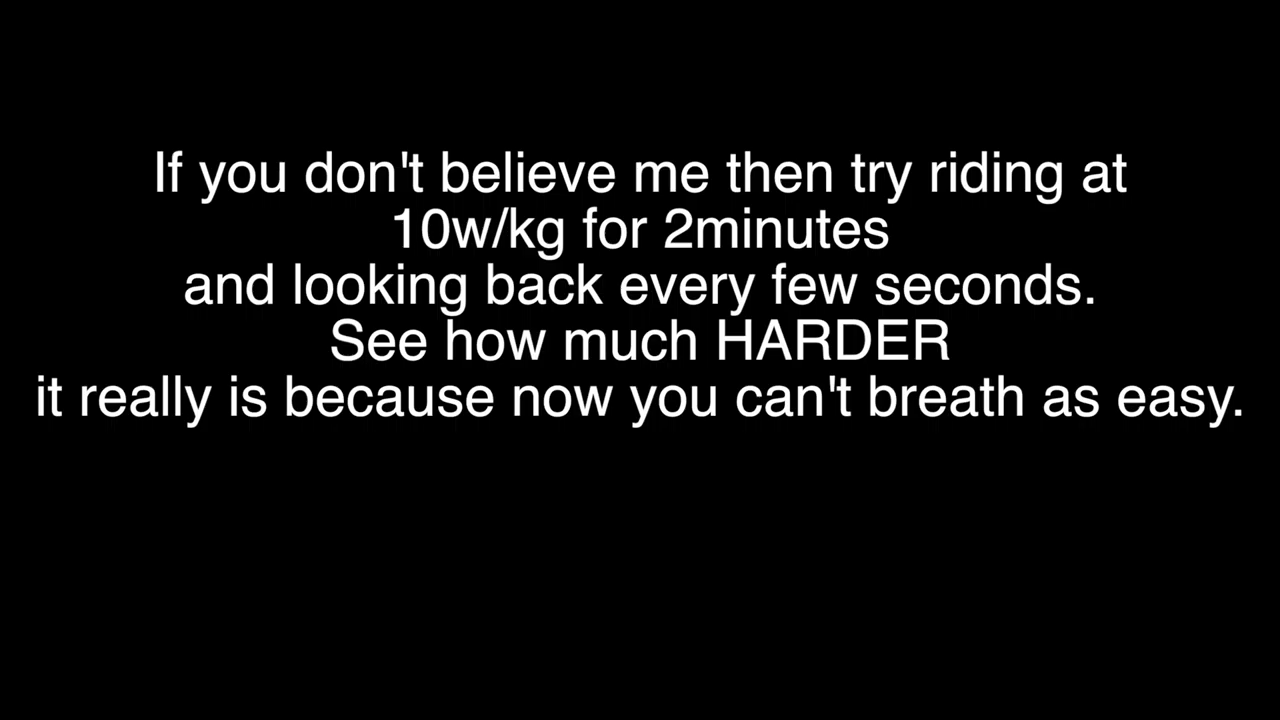 If you don't believe me then try riding at
10w/kg for 2minutes
and looking back every few seconds.
See how much HARDER
it really is because now you can't breath as easy.